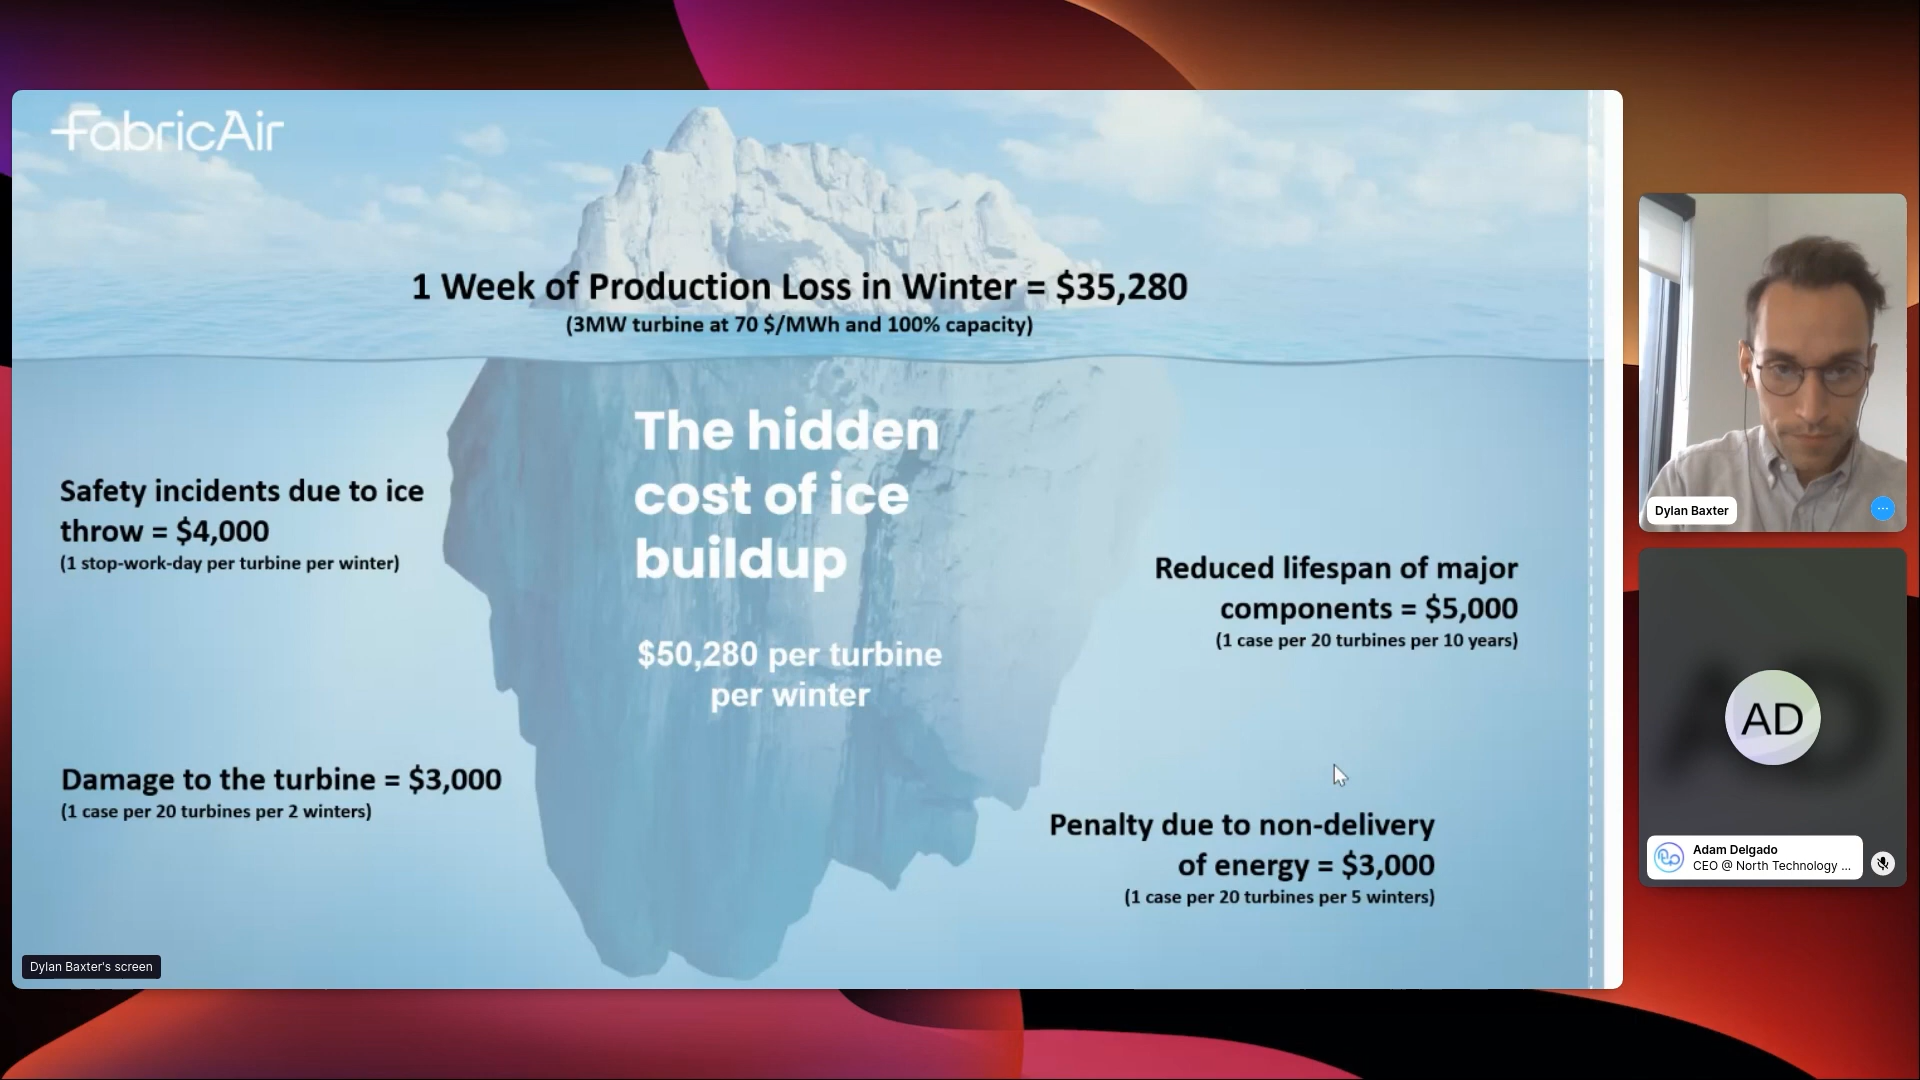 FabricAir
1 Week of Production Loss in Winter = $35,280
(3MW turbine at 70 $/MWh and 100% capacity)
The hidden
cost of ice
buildup
$50,280 per turbine
per winter
Safety incidents due to ice
throw = $4,000
(1 stop-work-day per turbine per winter)
Damage to the turbine = $3,000
(1 case per 20 turbines per 2 winters)
Reduced lifespan of major
components = $5,000
(1 case per 20 turbines per 10 years)
Penalty due to non-delivery
of energy = $3,000
(1 case per 20 turbines per 5 winters)
Dylan Baxter's screen
Dylan Baxter
AD
Adam Delgado
CEO @ North Technology ...